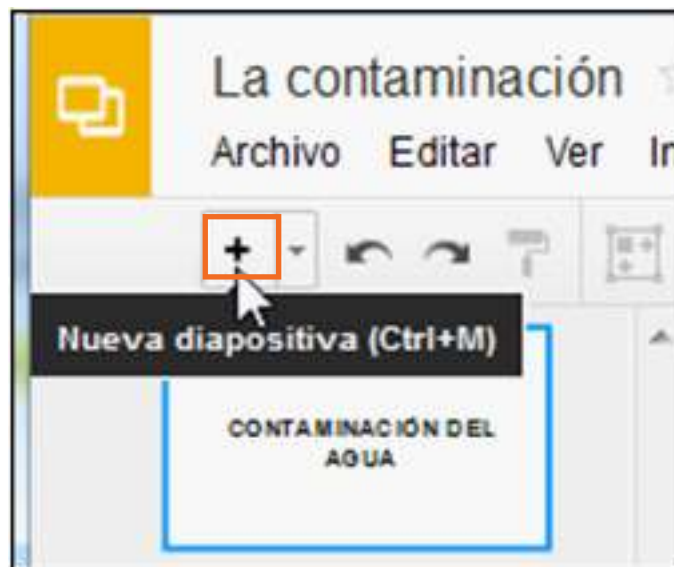 La contaminación
Archivo Editar Ver
Nueva diapositiva (Ctrl+M)
CONTAMINACIÓN DEL
AGUA